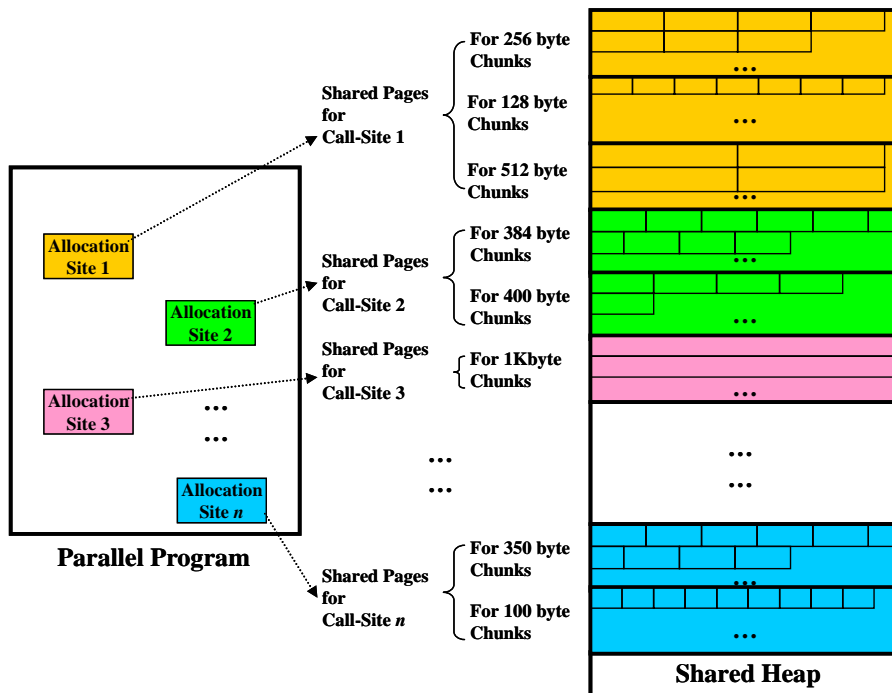 Allocation
Site 1
Allocation
Site 2
Allocation
Site 3
...
...
Allocation
Site n
Parallel Program
Shared Pages
for
Call-Site 1
For 256 byte
Chunks
For 128 byte
Chunks
For 512 byte
Chunks
Shared Pages
for
Call-Site 2
For 384 byte
Chunks
For 400 byte
Chunks
Shared Pages
for
Call-Site 3
For 1Kbyte
Chunks
...
...
Shared Pages
for
Call-Site n
For 350 byte
Chunks
For 100 byte
Chunks
...
...
...
...
...
...
...
...
...
...
Shared Heap